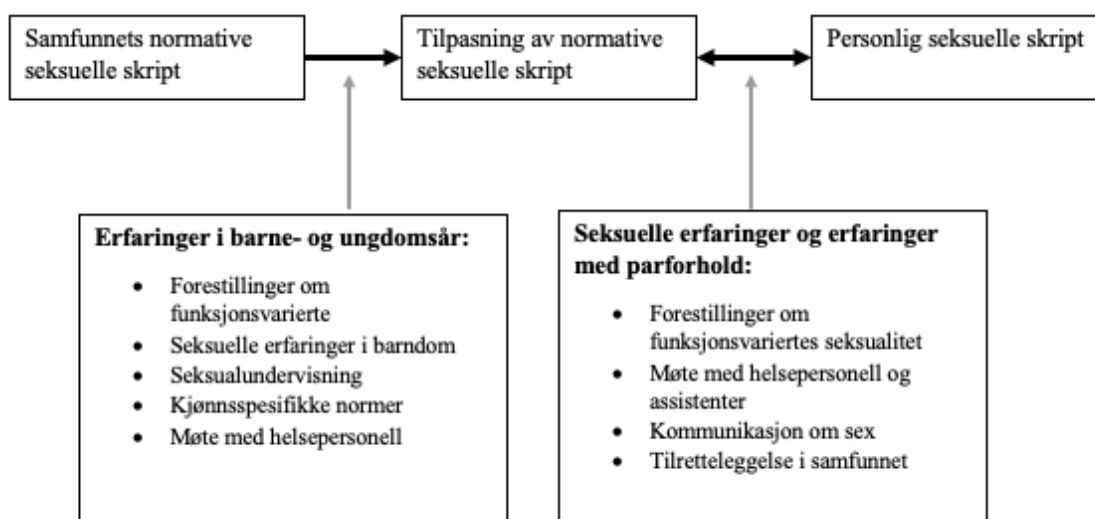 Samfunnets normative
seksuelle skript
Tilpasning av normative
seksuelle skript
Personlig seksuelle skript
Erfaringer i barne- og ungdomsår:
• Forestillinger om
funksjonsvarierte
• Seksuelle erfaringer i barndom
• Seksualundervisning
• Kjønnsspesifikke normer
• Møte med helsepersonell
Seksuelle erfaringer og erfaringer
med parforhold:
• Forestillinger om
funksjonsvariertes seksualitet
• Møte med helsepersonell og
assistenter
• Kommunikasjon om sex
• Tilretteleggelse i samfunnet